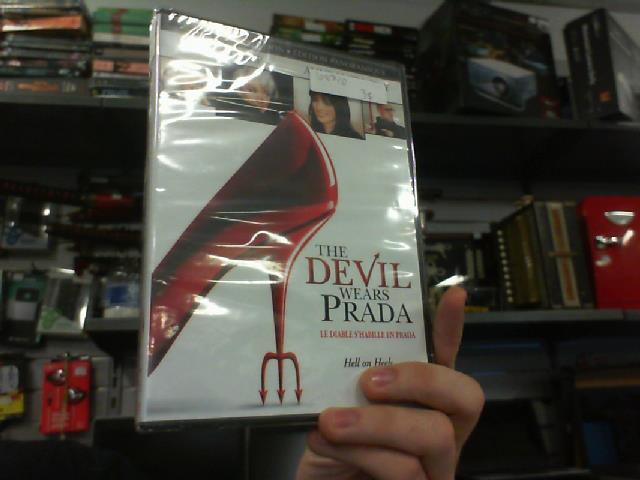 THE
DEVIL
WEARS
PRADA
LE DIABLE S'HABILLE EN PRADA
Hell on Heels